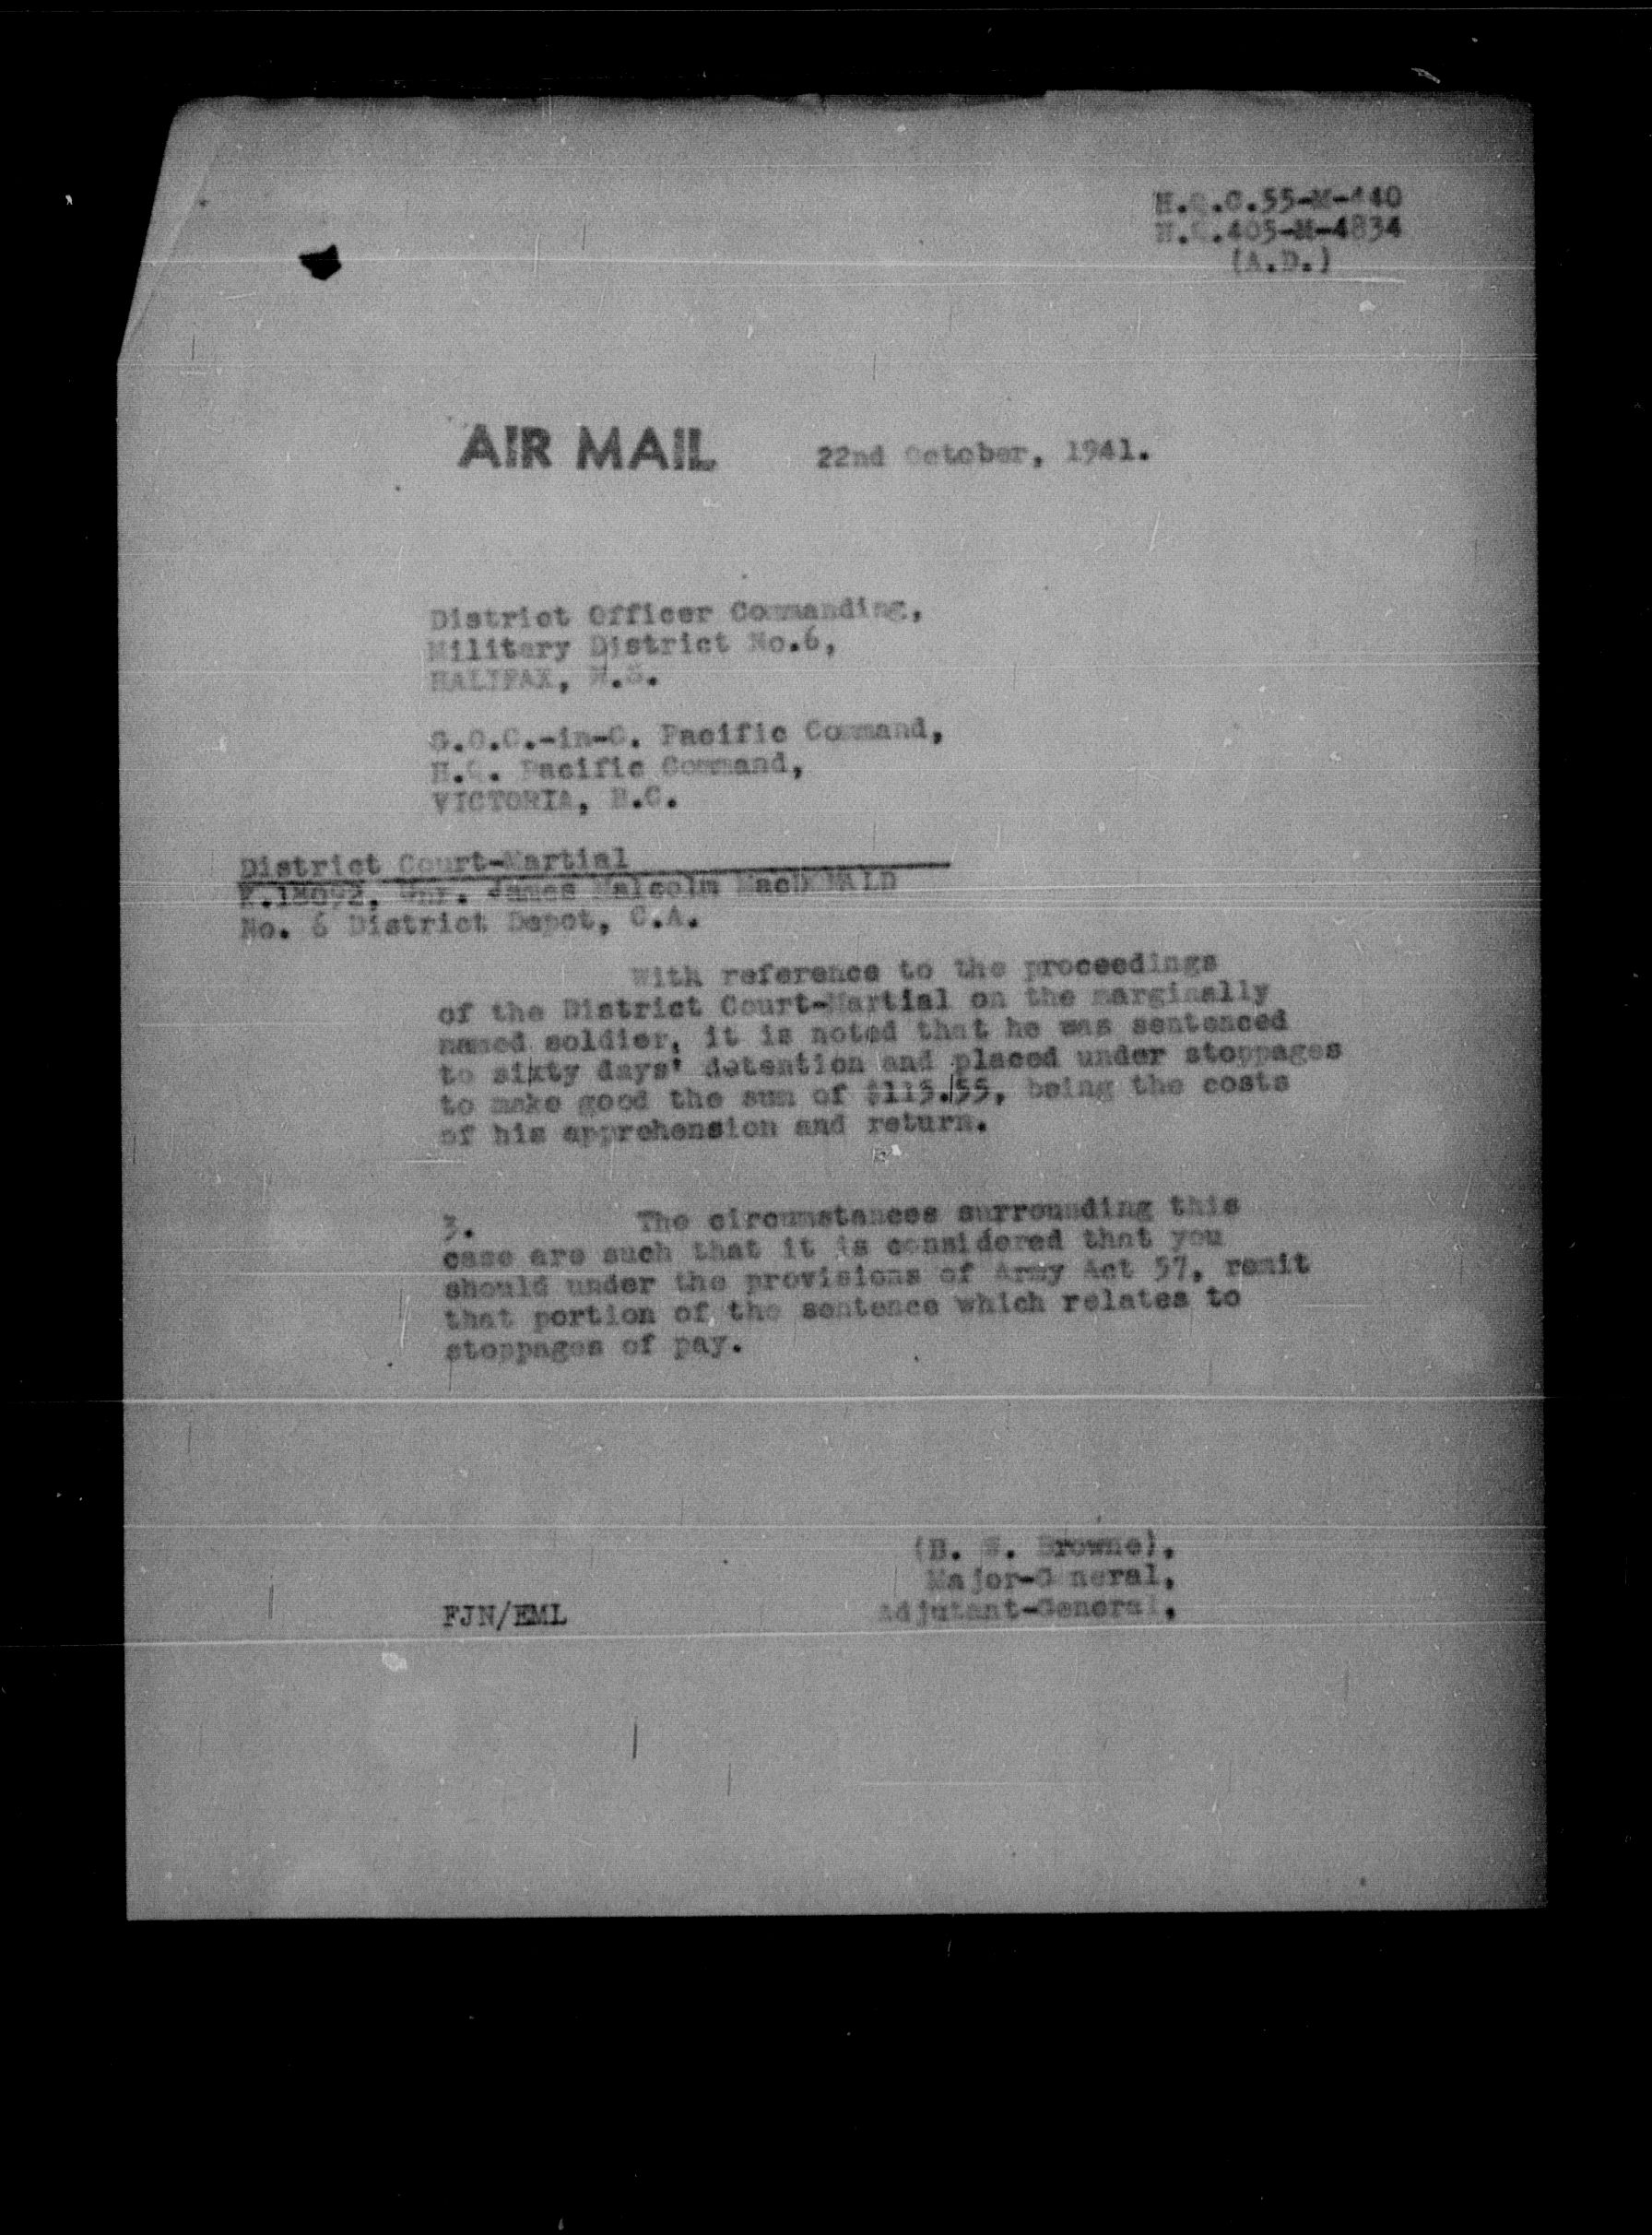 H.Q.C.55-M-440
H.Q.405-M-4834
(A.D.)
AIR MAIL 22nd October, 1941.
District Officer Commanding,
Military District No.6,
HALIFAX, N.S.
G.O.C.-in-C. Pacific Command,
H.Q. Pacific Command,
VICTORIA, B.C.
District Court-Martial
Gnr. James Malcolm MacDONALD
No. 6 District Depot, C.A.
With reference to the proceedings
of the District Court-Martial on the marginally
named soldier, it is noted that he was sentenced
to sixty days' detention and placed under stoppages
to make good the sum of $115.55, being the costs
of his apprehension and return.
3. The circumstances surrounding this
case are such that it is considered that you
should under the provisions of Army Act 57, remit
that portion of the sentence which relates to
stoppages of pay.
(B. W. Browne),
Major-General,
FJN/EML Adjutant-General,